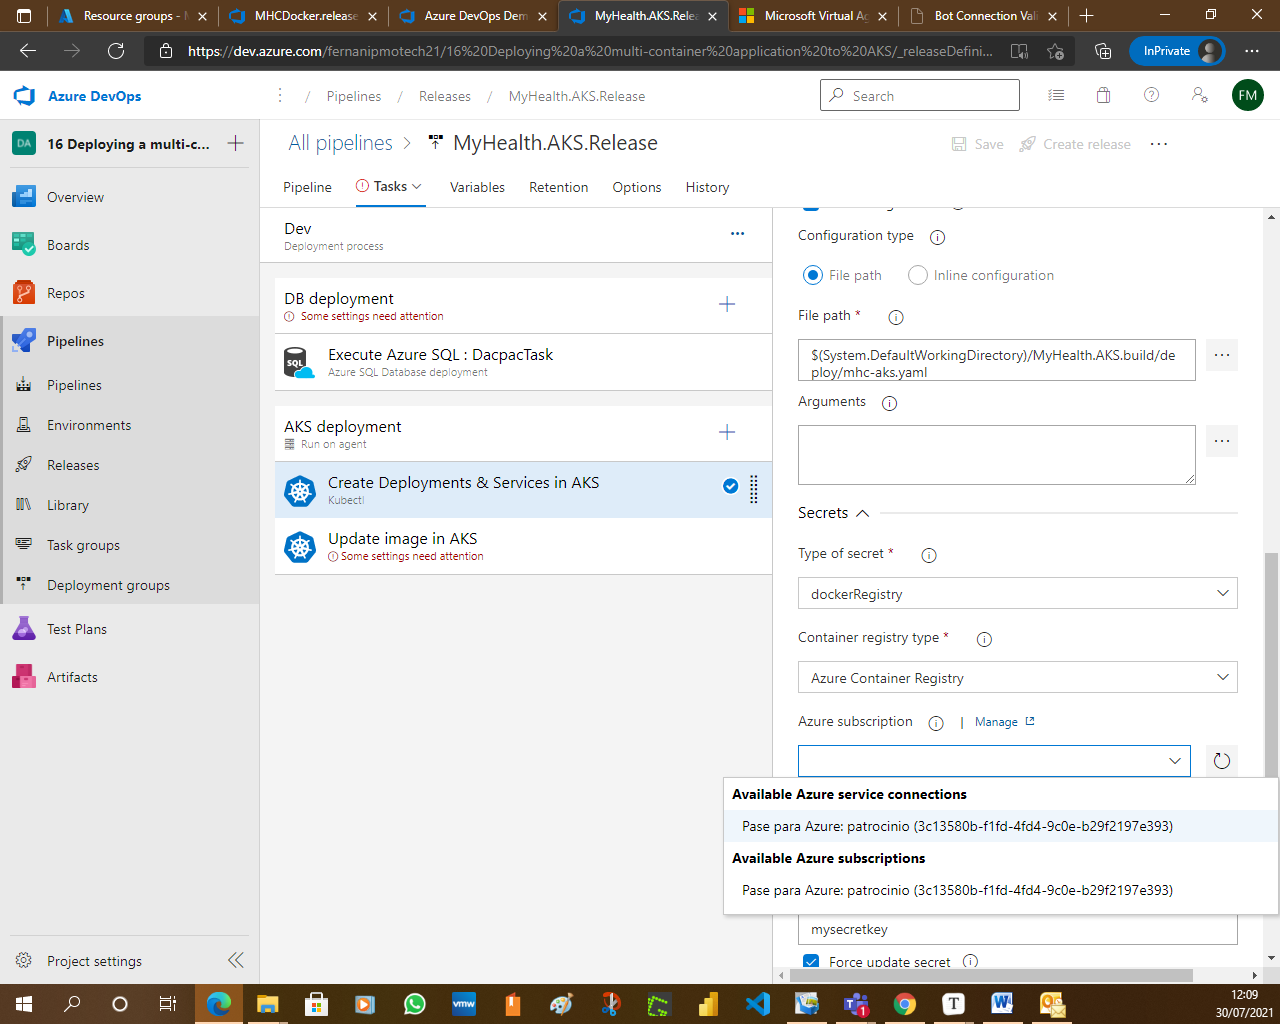 Resource groups - M
MHCDocker.release
Azure DevOps Dem
MyHealth.AKS.Rele
Microsoft Virtual Ag
Bot Connection Vali
https://dev.azure.com/fernanipmotech21/16%20Deploying%20a%20multi-container%20application%20to%20AKS/_releaseDefini...
InPrivate
Azure DevOps
/ Pipelines / Releases / MyHealth.AKS.Release
Search
FM
DA
16 Deploying a multi-c...
All pipelines > MyHealth.AKS.Release
Save
Create release
Pipeline
Tasks
Variables
Retention
Options
History
Overview
Boards
Repos
Pipelines
Pipelines
Environments
Releases
Library
Task groups
Deployment groups
Test Plans
Artifacts
Project settings
Dev
Deployment process
DB deployment
Some settings need attention
SQL
Execute Azure SQL : DacpacTask
Azure SQL Database deployment
AKS deployment
Run on agent
Create Deployments & Services in AKS
Kubectl
Update image in AKS
Some settings need attention
Configuration type
File path
Inline configuration
File path *
$(System.DefaultWorkingDirectory)/MyHealth.AKS.build/de
ploy/mhc-aks.yaml
Arguments
Secrets
Type of secret *
dockerRegistry
Container registry type *
Azure Container Registry
Azure subscription
| Manage
Available Azure service connections
Pase para Azure: patrocinio (3c13580b-f1fd-4fd4-9c0e-b29f2197e393)
Available Azure subscriptions
Pase para Azure: patrocinio (3c13580b-f1fd-4fd4-9c0e-b29f2197e393)
mysecretkey
Force update secret
vmw
1
T
12:09
30/07/2021